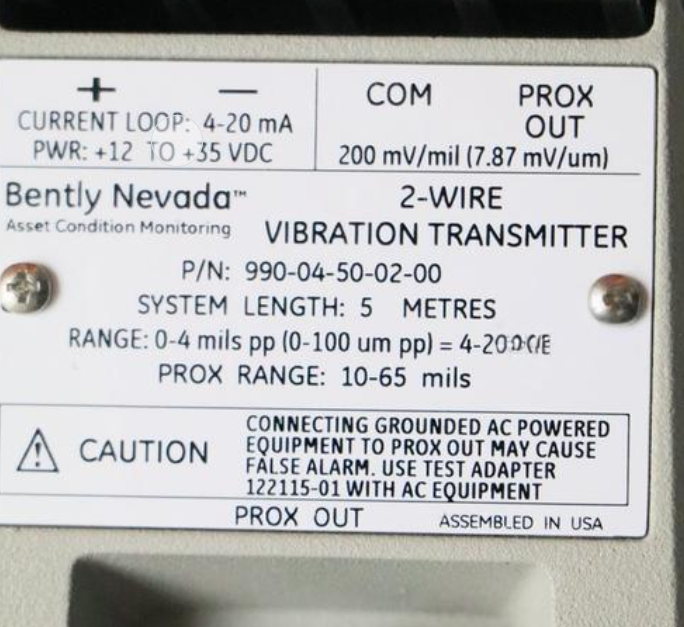 + —
CURRENT LOOP: 4-20 mA
PWR: +12 TO +35 VDC
COM PROX
OUT
200 mV/mil (7.87 mV/um)
Bently Nevada™
Asset Condition Monitoring
2-WIRE
VIBRATION TRANSMITTER
P/N: 990-04-50-02-00
SYSTEM LENGTH: 5 METRES
RANGE: 0-4 mils pp (0-100 um pp) =
PROX RANGE: 10-65 mils
CAUTION
CONNECTING GROUNDED AC POWERED
EQUIPMENT TO PROX OUT MAY CAUSE
FALSE ALARM. USE TEST ADAPTER
122115-01 WITH AC EQUIPMENT
PROX OUT
ASSEMBLED IN USA